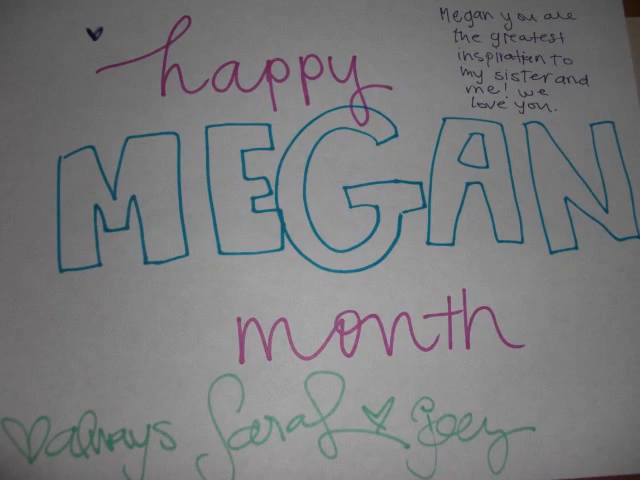 happy
Megan you are
the greatest
inspiration to
my sister and
me! we
love you.
MEGAN
month
always Sarah Joey